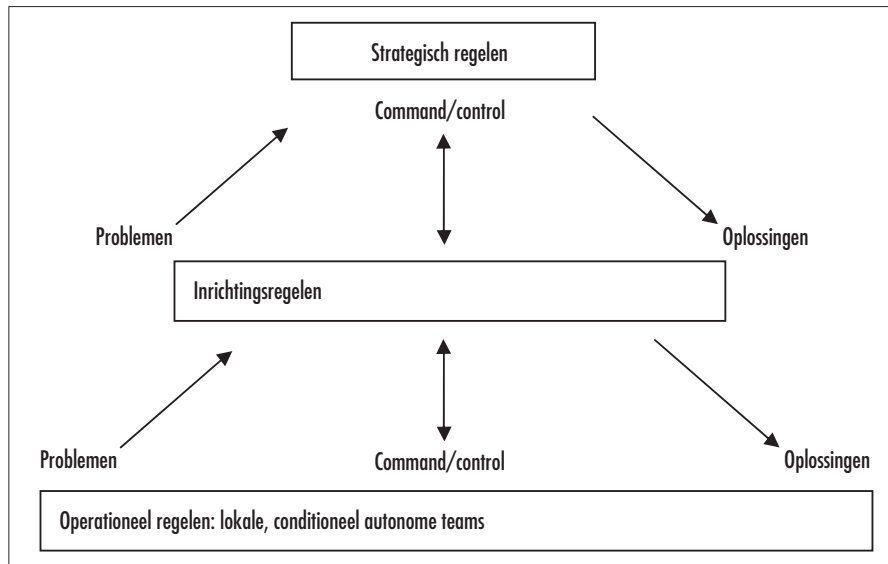 Strategisch regelen
Command/control
Problemen
Oplossingen
Inrichtingsregelen
Problemen
Command/control
Oplossingen
Operationeel regelen: lokale, conditioneel autonome teams